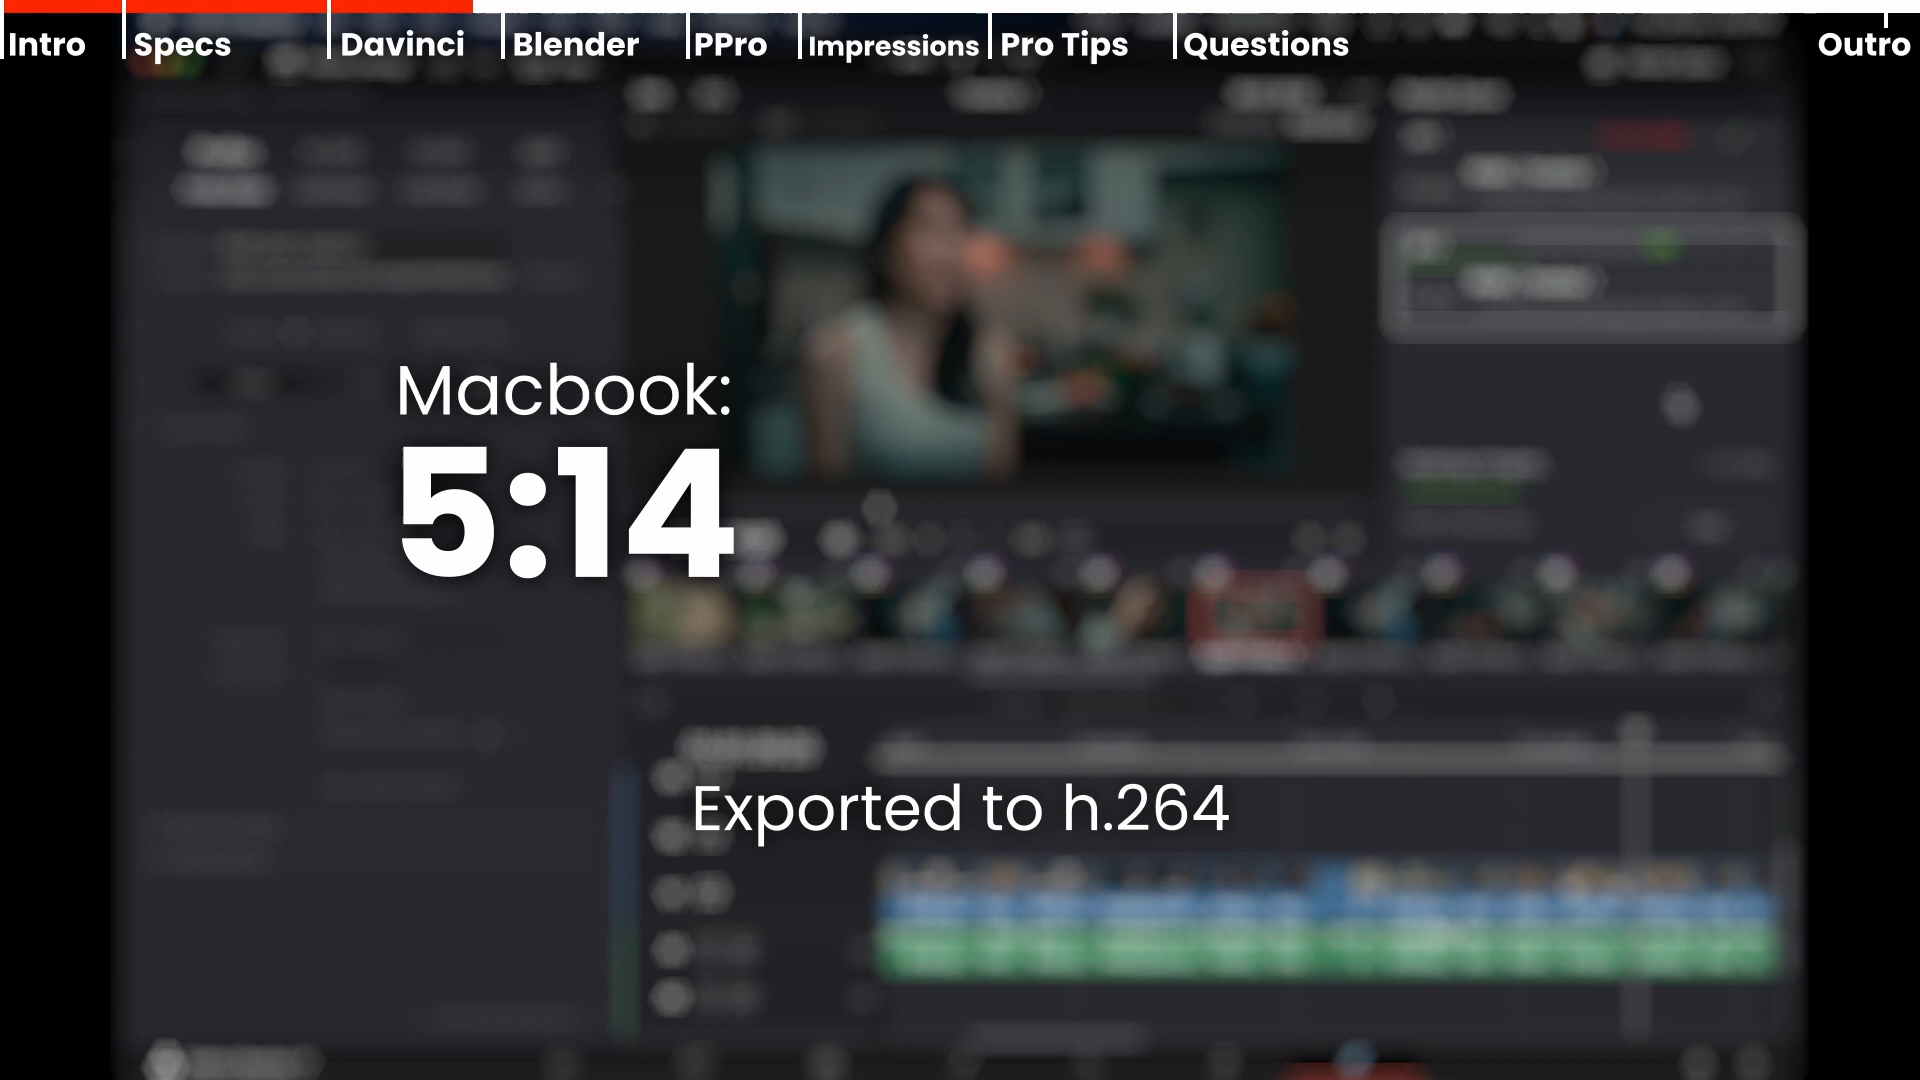 Intro Specs Davinci Blender PPro Impressions Pro Tips Questions Outro
Macbook:
5:14
Exported to h.264